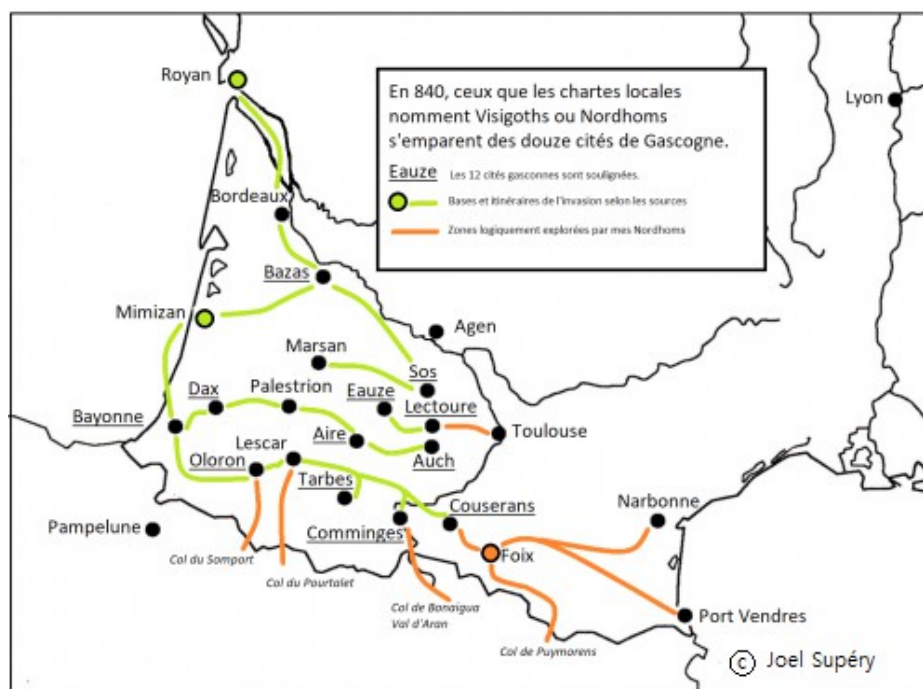 Royan
En 840, ceux que les chartes locales
nomment Visigoths ou Nordhoms
s'emparent des douze cités de Gascogne.
Eauze Les 12 cités gasconnes sont soulignées.
Bases et itinéraires de l'invasion selon les sources
Zones logiquement explorées par mes Nordhoms
Lyon
Bordeaux
Bazas
Mimizan
Agen
Marsan
Sos
Dax
Palestrion
Eauze
Lectoure
Bayonne
Toulouse
Lescar
Aire
Auch
Oloron
Tarbes
Couserans
Narbonne
Pampelune
Comminges
Foix
Col du Somport
Col du Pourtalet
Col de Bonaigua
Val d'Aran
Col de Puymorens
Port Vendres
© Joel Supéry